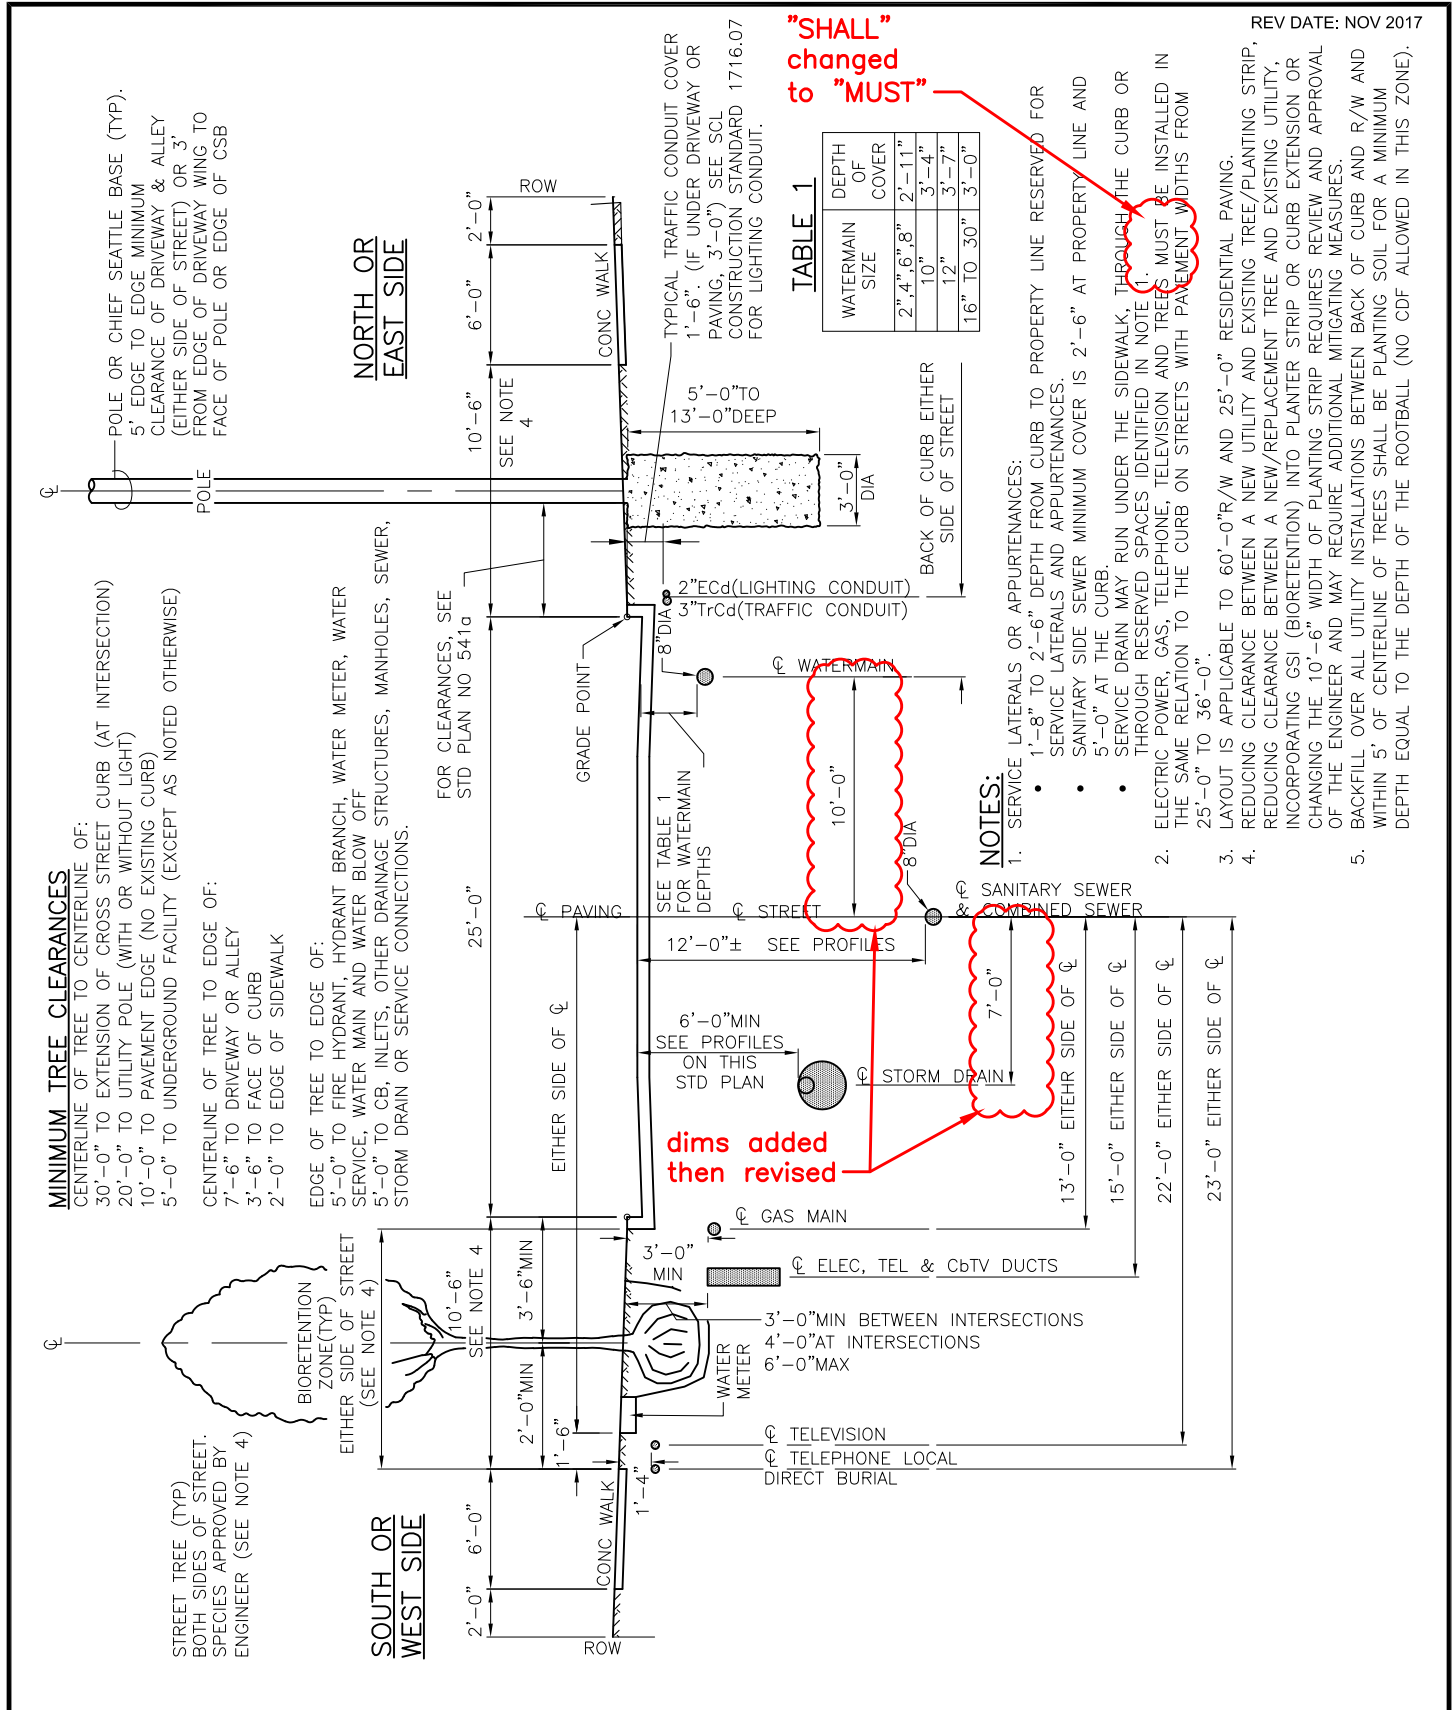 REV DATE: NOV 2017
"SHALL"
changed
to "MUST"
POLE OR CHIEF SEATTLE BASE (TYP).
5' EDGE TO EDGE MINIMUM
CLEARANCE OF DRIVEWAY & ALLEY
(EITHER SIDE OF STREET) OR 3'
FROM EDGE OF DRIVEWAY WING TO
FACE OF POLE OR EDGE OF CSB
℄
POLE
NORTH OR
EAST SIDE
ROW
2'-0"
6'-0"
CONC WALK
10'-6"
SEE NOTE
4
TYPICAL TRAFFIC CONDUIT COVER
1'-6". (IF UNDER DRIVEWAY OR
PAVING, 3'-0") SEE SCL
CONSTRUCTION STANDARD 1716.07
FOR LIGHTING CONDUIT.
5'-0"TO
13'-0"DEEP
3'-0"
DIA
TABLE 1
WATERMAIN
SIZE
DEPTH
OF
COVER
2",4",6",8" 2'-11"
10" 3'-4"
12" 3'-7"
16" TO 30" 3'-0"
BACK OF CURB EITHER
SIDE OF STREET
2"ECd(LIGHTING CONDUIT)
3"TrCd(TRAFFIC CONDUIT)
8"DIA
℄ WATERMAIN
FOR CLEARANCES, SEE
STD PLAN NO 541a
GRADE POINT
SEE TABLE 1
FOR WATERMAIN
DEPTHS
10'-0"
25'-0"
MINIMUM TREE CLEARANCES
CENTERLINE OF TREE TO CENTERLINE OF:
30'-0" TO EXTENSION OF CROSS STREET CURB (AT INTERSECTION)
20'-0" TO UTILITY POLE (WITH OR WITHOUT LIGHT)
10'-0" TO PAVEMENT EDGE (NO EXISTING CURB)
5'-0" TO UNDERGROUND FACILITY (EXCEPT AS NOTED OTHERWISE)
CENTERLINE OF TREE TO EDGE OF:
7'-6" TO DRIVEWAY OR ALLEY
3'-6" TO FACE OF CURB
2'-0" TO EDGE OF SIDEWALK
EDGE OF TREE TO EDGE OF:
5'-0" TO FIRE HYDRANT, HYDRANT BRANCH, WATER METER, WATER
SERVICE, WATER MAIN AND WATER BLOW OFF
5'-0" TO CB, INLETS, OTHER DRAINAGE STRUCTURES, MANHOLES, SEWER,
STORM DRAIN OR SERVICE CONNECTIONS.
℄ PAVING
℄ STREET
8"DIA
℄ SANITARY SEWER
& COMBINED SEWER
12'-0"± SEE PROFILES
EITHER SIDE OF ℄
6'-0"MIN
SEE PROFILES
ON THIS
STD PLAN
℄ STORM DRAIN
7'-0"
dims added
then revised
13'-0" EITEHR SIDE OF ℄
15'-0" EITHER SIDE OF ℄
22'-0" EITHER SIDE OF ℄
23'-0" EITHER SIDE OF ℄
℄ GAS MAIN
3'-0"
MIN
℄ ELEC, TEL & CbTV DUCTS
3'-0"MIN BETWEEN INTERSECTIONS
4'-0"AT INTERSECTIONS
6'-0"MAX
WATER
METER
℄ TELEVISION
℄ TELEPHONE LOCAL
DIRECT BURIAL
℄
BIORETENTION
ZONE(TYP)
EITHER SIDE OF STREET
(SEE NOTE 4)
10'-6"
SEE NOTE 4
3'-6"MIN
2'-0"MIN
1'-6"
1'-4"
STREET TREE (TYP)
BOTH SIDES OF STREET.
SPECIES APPROVED BY
ENGINEER (SEE NOTE 4)
SOUTH OR
WEST SIDE
6'-0"
2'-0"
CONC WALK
ROW
NOTES:
1. SERVICE LATERALS OR APPURTENANCES:
• 1'-8" TO 2'-6" DEPTH FROM CURB TO PROPERTY LINE RESERVED FOR
SERVICE LATERALS AND APPURTENANCES.
• SANITARY SIDE SEWER MINIMUM COVER IS 2'-6" AT PROPERTY LINE AND
5'-0" AT THE CURB.
• SERVICE DRAIN MAY RUN UNDER THE SIDEWALK, THROUGH THE CURB OR
THROUGH RESERVED SPACES IDENTIFIED IN NOTE 1.
2. ELECTRIC POWER, GAS, TELEPHONE, TELEVISION AND TREES MUST BE INSTALLED IN
THE SAME RELATION TO THE CURB ON STREETS WITH PAVEMENT WIDTHS FROM
25'-0" TO 36'-0".
3. LAYOUT IS APPLICABLE TO 60'-0"R/W AND 25'-0" RESIDENTIAL PAVING.
4. REDUCING CLEARANCE BETWEEN A NEW UTILITY AND EXISTING TREE/PLANTING STRIP,
REDUCING CLEARANCE BETWEEN A NEW/REPLACEMENT TREE AND EXISTING UTILITY,
INCORPORATING GSI (BIORETENTION) INTO PLANTER STRIP OR CURB EXTENSION OR
CHANGING THE 10'-6" WIDTH OF PLANTING STRIP REQUIRES REVIEW AND APPROVAL
OF THE ENGINEER AND MAY REQUIRE ADDITIONAL MITIGATING MEASURES.
5. BACKFILL OVER ALL UTILITY INSTALLATIONS BETWEEN BACK OF CURB AND R/W AND
WITHIN 5' OF CENTERLINE OF TREES SHALL BE PLANTING SOIL FOR A MINIMUM
DEPTH EQUAL TO THE DEPTH OF THE ROOTBALL (NO CDF ALLOWED IN THIS ZONE).